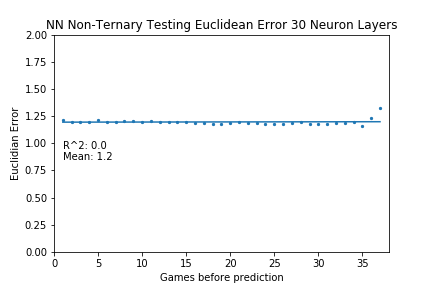 NN Non-Ternary Testing Euclidean Error 30 Neuron Layers
2.00
1.75
1.50
1.25
1.00
0.75
0.50
0.25
0.00
Euclidian Error
R^2: 0.0
Mean: 1.2
0 5 10 15 20 25 30 35
Games before prediction